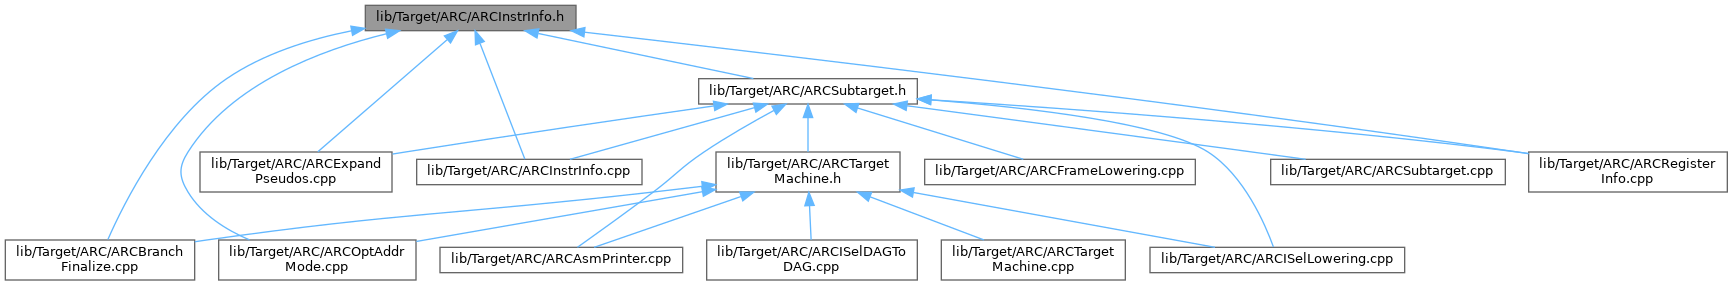 lib/Target/ARC/ARCInstrInfo.h
lib/Target/ARC/ARCSubtarget.h
lib/Target/ARC/ARCExpand
Pseudos.cpp
lib/Target/ARC/ARCInstrInfo.cpp
lib/Target/ARC/ARCTarget
Machine.h
lib/Target/ARC/ARCFrameLowering.cpp
lib/Target/ARC/ARCSubtarget.cpp
lib/Target/ARC/ARCRegister
Info.cpp
lib/Target/ARC/ARCBranch
Finalize.cpp
lib/Target/ARC/ARCOptAddr
Mode.cpp
lib/Target/ARC/ARCAsmPrinter.cpp
lib/Target/ARC/ARCISelDAGTo
DAG.cpp
lib/Target/ARC/ARCTarget
Machine.cpp
lib/Target/ARC/ARCISelLowering.cpp